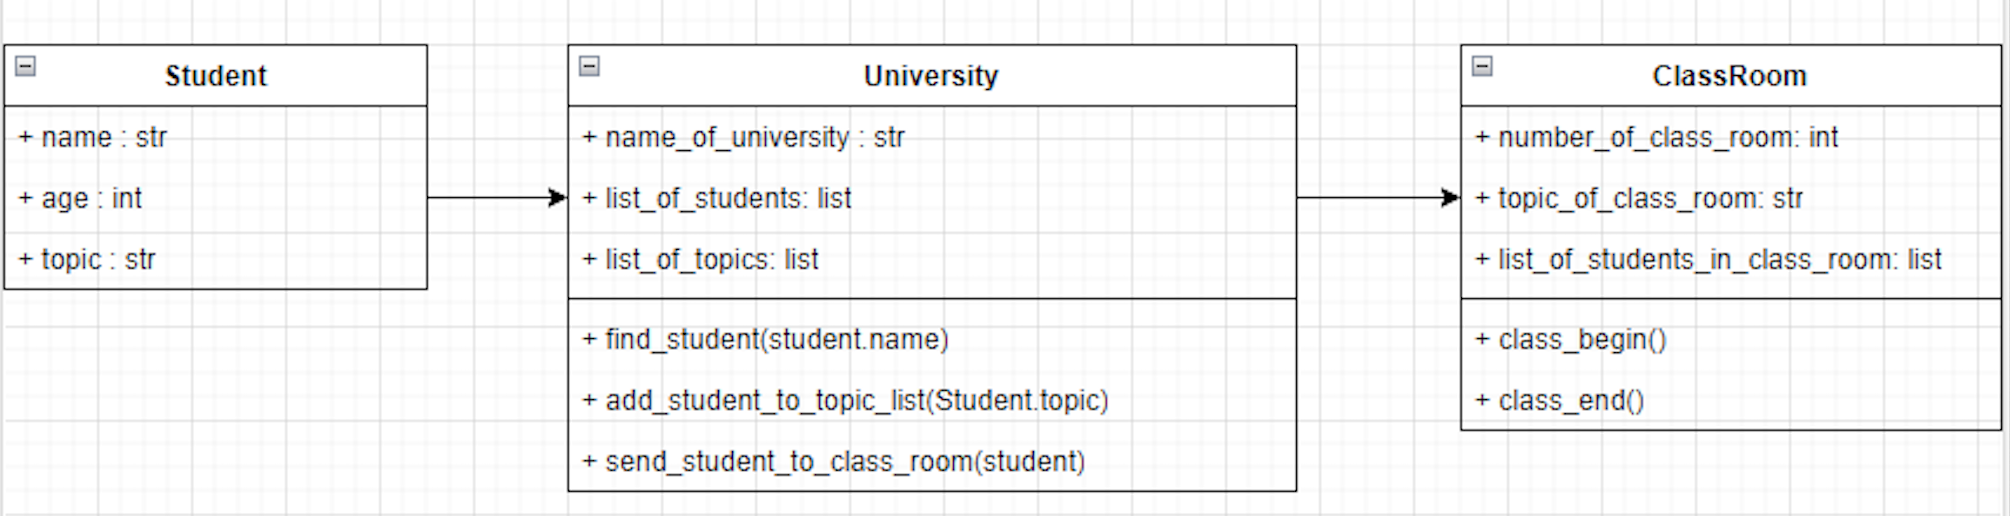 Student
+ name : str
+ age : int
+ topic : str
University
+ name_of_university : str
+ list_of_students: list
+ list_of_topics: list
+ find_student(student.name)
+ add_student_to_topic_list(Student.topic)
+ send_student_to_class_room(student)
ClassRoom
+ number_of_class_room: int
+ topic_of_class_room: str
+ list_of_students_in_class_room: list
+ class_begin()
+ class_end()